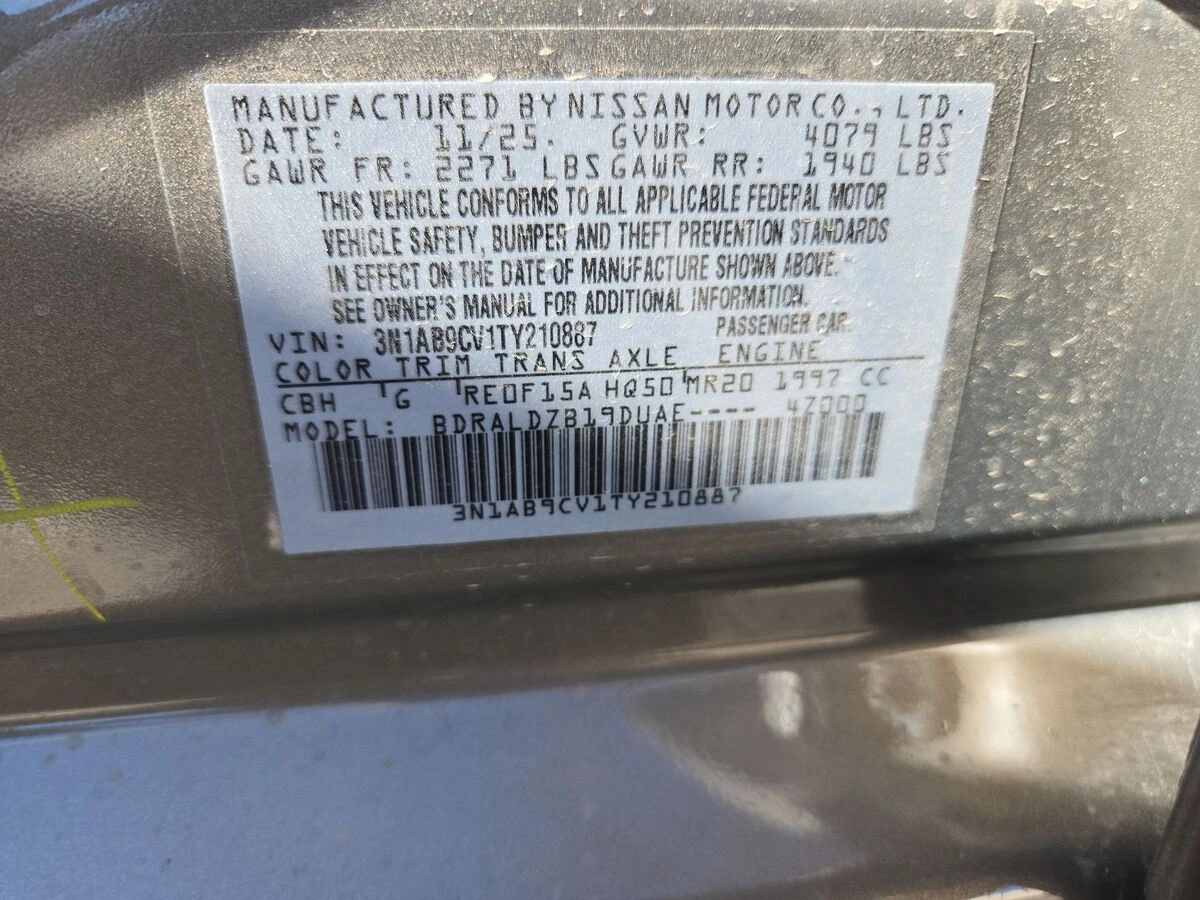 MANUFACTURED BY NISSAN MOTOR CO., LTD.
DATE: 11/25. GVWR: 4079 LBS
GAWR FR: 2271 LBS GAWR RR: 1940 LBS
THIS VEHICLE CONFORMS TO ALL APPLICABLE FEDERAL MOTOR
VEHICLE SAFETY, BUMPER AND THEFT PREVENTION STANDARDS
IN EFFECT ON THE DATE OF MANUFACTURE SHOWN ABOVE.
SEE OWNER'S MANUAL FOR ADDITIONAL INFORMATION.
VIN: 3N1AB9CV1TY210887 PASSENGER CAR
COLOR TRIM TRANS AXLE ENGINE
CBH G RE0F15A HQ50 MR20 1997 CC
MODEL: BDRALDZB19DUAE---- 4Z000
3N1AB9CV1TY210887